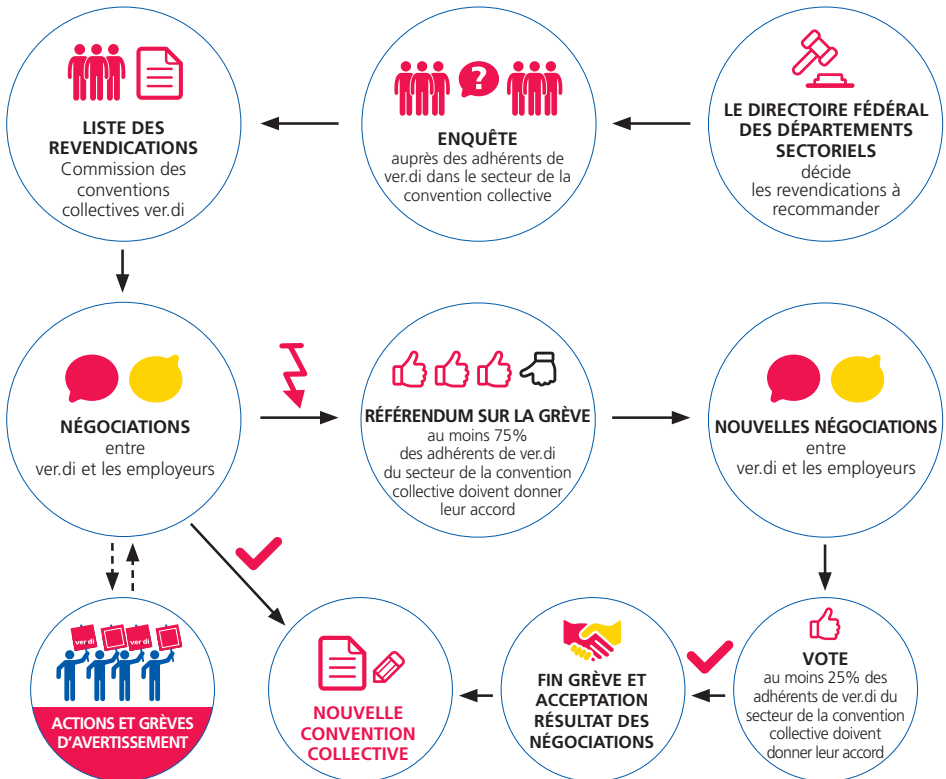 LISTE DES
REVENDICATIONS
Commission des
conventions
collectives ver.di
?
ENQUÊTE
auprès des adhérents de
ver.di dans le secteur de la
convention collective
LE DIRECTOIRE FÉDÉRAL
DES DÉPARTEMENTS
SECTORIELS
décide
les revendications à
recommander
NÉGOCIATIONS
entre
ver.di et les employeurs
RÉFÉRENDUM SUR LA GRÈVE
au moins 75%
des adhérents de ver.di
du secteur de la convention
collective doivent donner
leur accord
NOUVELLES NÉGOCIATIONS
entre
ver.di et les employeurs
ver di
ver di
ACTIONS ET GRÈVES
D'AVERTISSEMENT
NOUVELLE
CONVENTION
COLLECTIVE
FIN GRÈVE ET
ACCEPTATION
RÉSULTAT DES
NÉGOCIATIONS
VOTE
au moins 25% des
adhérents de ver.di du
secteur de la convention
collective doivent
donner leur accord